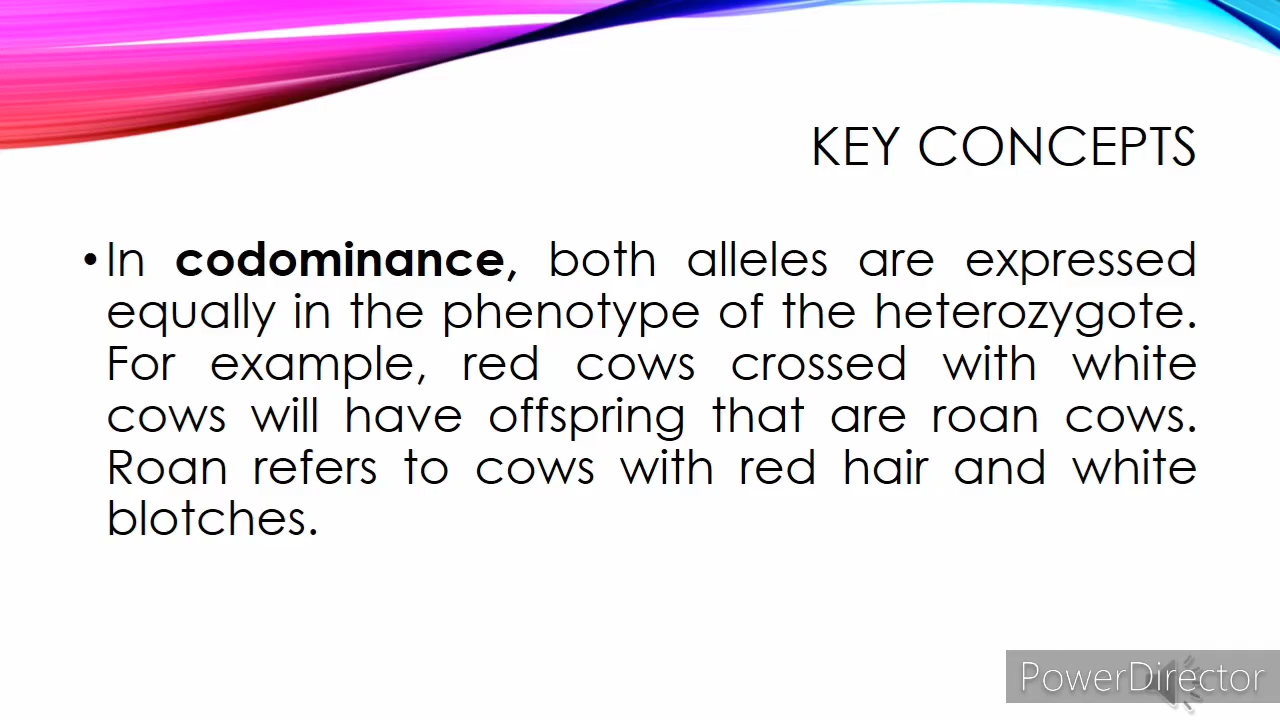 KEY CONCEPTS
• In codominance, both alleles are expressed
equally in the phenotype of the heterozygote.
For example, red cows crossed with white
cows will have offspring that are roan cows.
Roan refers to cows with red hair and white
blotches.
PowerDirector